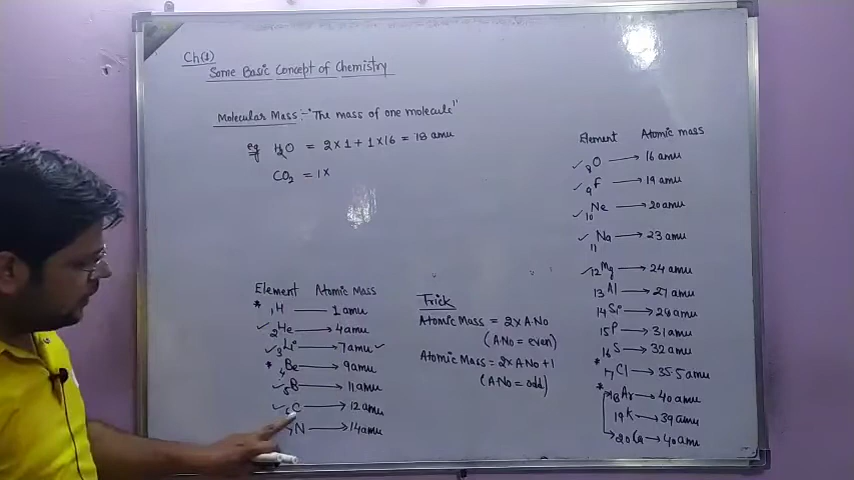 Ch(1)
Some Basic Concept of Chemistry
Molecular Mass :- "The mass of one molecule"
eg H2O = 2×1+1×16 = 18 amu
CO2 = 1×
Element Atomic Mass
* 1H — 1 amu
✓ 2He → 4 amu
✓ 3Li → 7 amu ✓
* 4Be → 9 amu
✓ 5B → 11 amu
✓ 6C → 12 amu
7N → 14 amu
Trick
Atomic Mass = 2× A.No
(A.No = even)
Atomic Mass = 2× A.No + 1
(A.No = odd)
Element Atomic mass
✓ 8O → 16 amu
✓ 9F → 19 amu
✓ 10Ne → 20 amu
✓ 11Na → 23 amu
✓ 12Mg → 24 amu
13Al → 27 amu
14Si → 28 amu
15P → 31 amu
16S → 32 amu
* 17Cl → 35.5 amu
* 18Ar → 40 amu
19K → 39 amu
20Ca → 40 amu